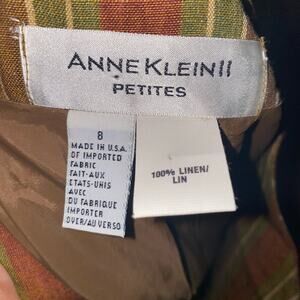 ANNE KLEIN II
PETITES
8
MADE IN U.S.A.
OF IMPORTED
FABRIC
FAIT-AUX
ETATS-UNIS
AVEC
DU FABRIQUE
IMPORTER
OVER/AU VERSO
100% LINEN/
LIN